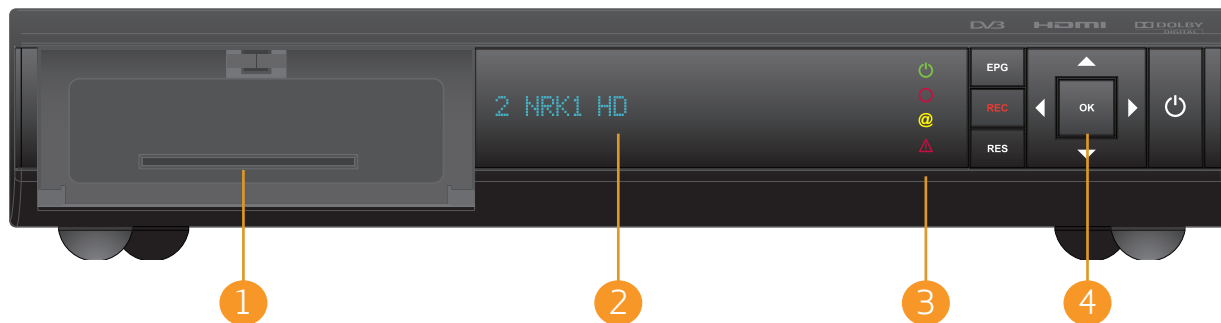 DVB HDMI DOLBY
DIGITAL
EPG
2 NRK1 HD
@
REC OK
RES
1 2 3 4